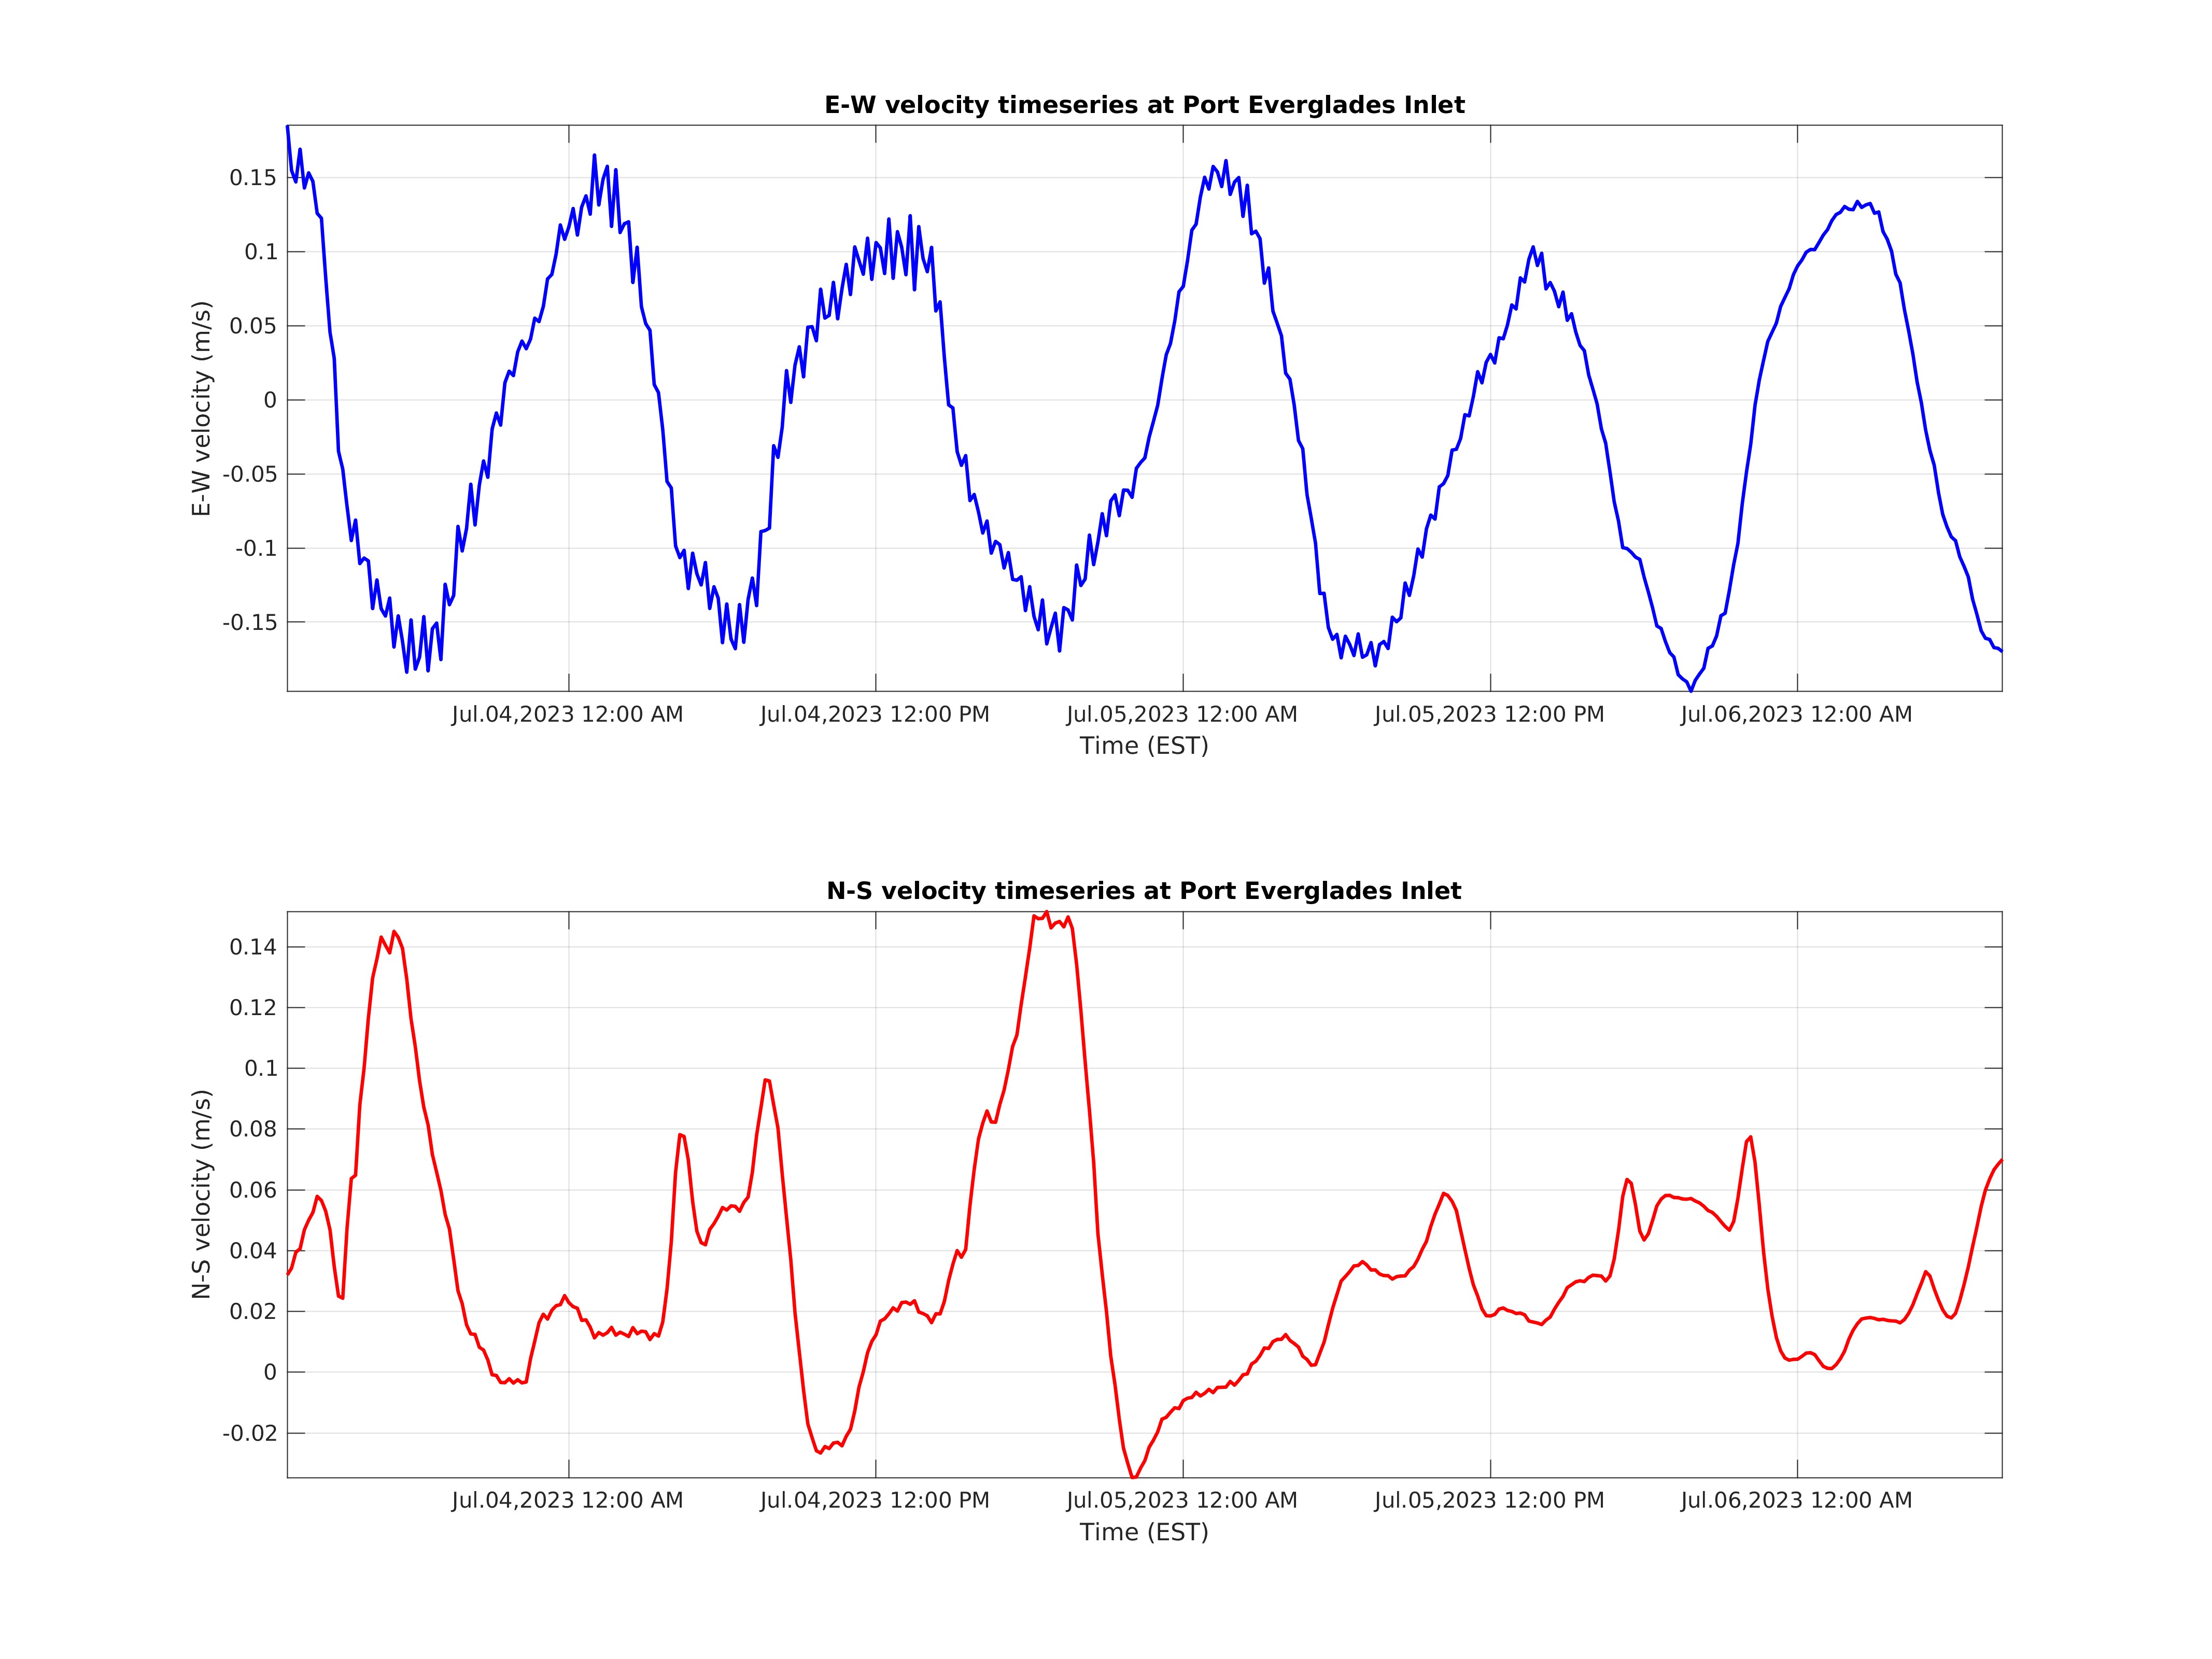 E-W velocity timeseries at Port Everglades Inlet
E-W velocity (m/s)
0.15
0.1
0.05
0
-0.05
-0.1
-0.15
Jul.04,2023 12:00 AM Jul.04,2023 12:00 PM Jul.05,2023 12:00 AM Jul.05,2023 12:00 PM Jul.06,2023 12:00 AM
Time (EST)
N-S velocity timeseries at Port Everglades Inlet
N-S velocity (m/s)
0.14
0.12
0.1
0.08
0.06
0.04
0.02
0
-0.02
Jul.04,2023 12:00 AM Jul.04,2023 12:00 PM Jul.05,2023 12:00 AM Jul.05,2023 12:00 PM Jul.06,2023 12:00 AM
Time (EST)